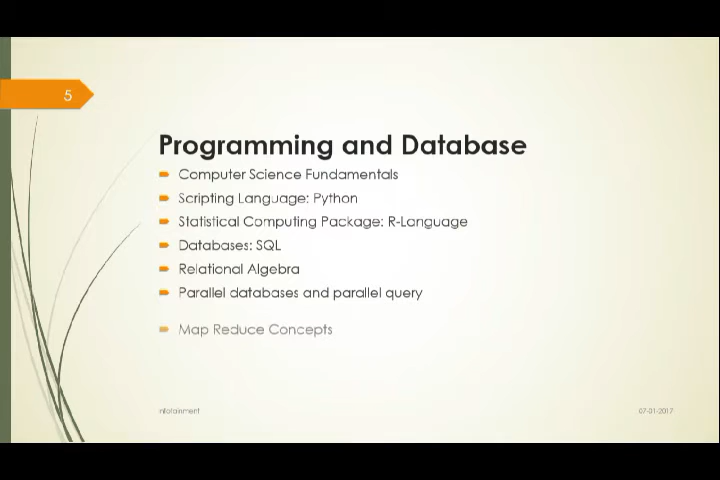 5
Programming and Database
Computer Science Fundamentals
Scripting Language: Python
Statistical Computing Package: R-Language
Databases: SQL
Relational Algebra
Parallel databases and parallel query
Map Reduce Concepts
Infotainment
07-01-2017